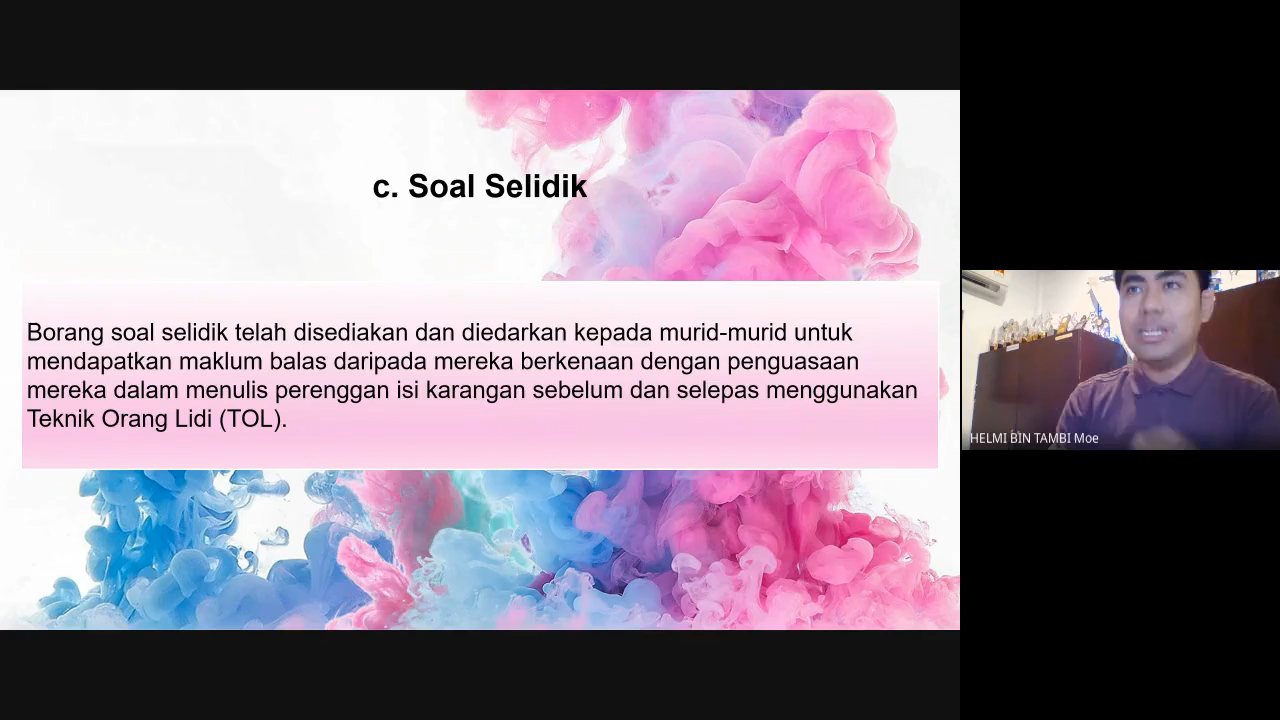 c. Soal Selidik
Borang soal selidik telah disediakan dan diedarkan kepada murid-murid untuk
mendapatkan maklum balas daripada mereka berkenaan dengan penguasaan
mereka dalam menulis perenggan isi karangan sebelum dan selepas menggunakan
Teknik Orang Lidi (TOL).
HELMI BIN TAMBI Moe